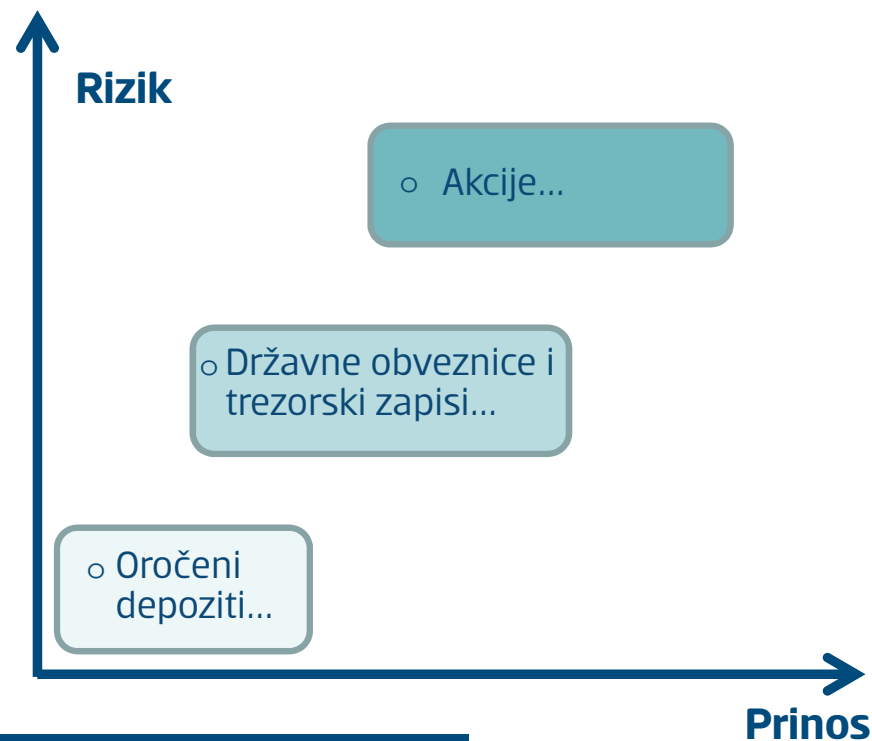 Rizik
o Akcije...
o Državne obveznice i
trezorski zapisi...
o Oročeni
depoziti...
Prinos